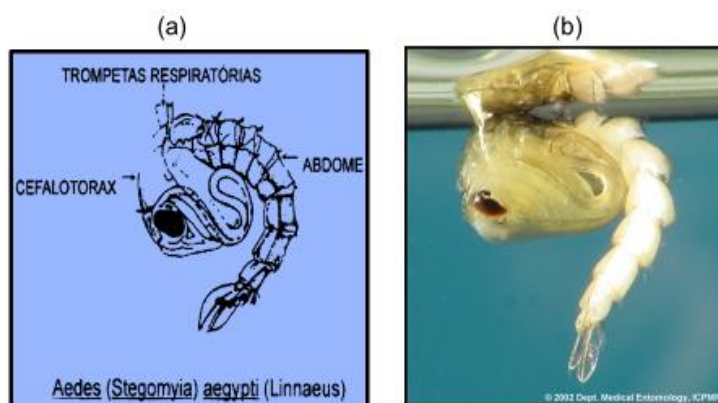 (a)
(b)
TROMPETAS RESPIRATÓRIAS
ABDOME
CEFALOTORAX
Aedes (Stegomyia) aegypti (Linnaeus)
© 2002 Dept. Medical Entomology, ICPMR